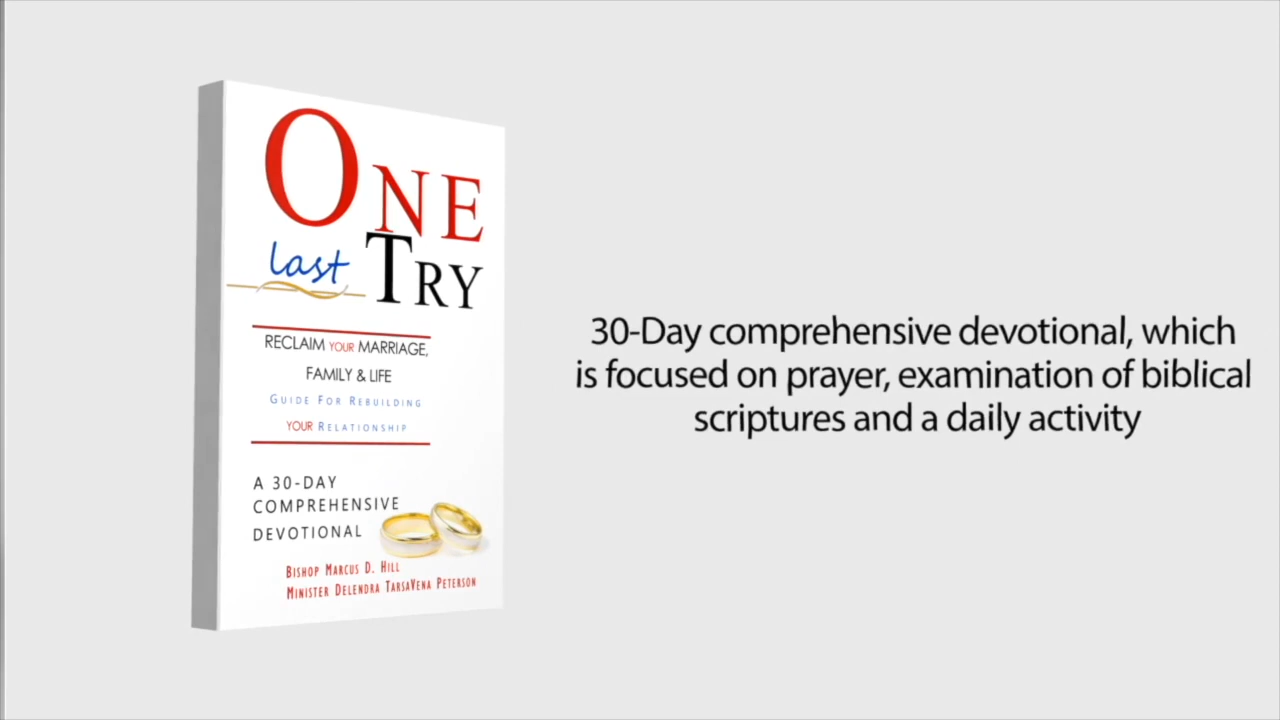 ONE
last TRY
RECLAIM YOUR MARRIAGE,
FAMILY & LIFE
GUIDE FOR REBUILDING
YOUR RELATIONSHIP
A 30-DAY
COMPREHENSIVE
DEVOTIONAL
BISHOP MARCUS D. HILL
MINISTER DELENDRA TARSAVENA PETERSON
30-Day comprehensive devotional, which
is focused on prayer, examination of biblical
scriptures and a daily activity